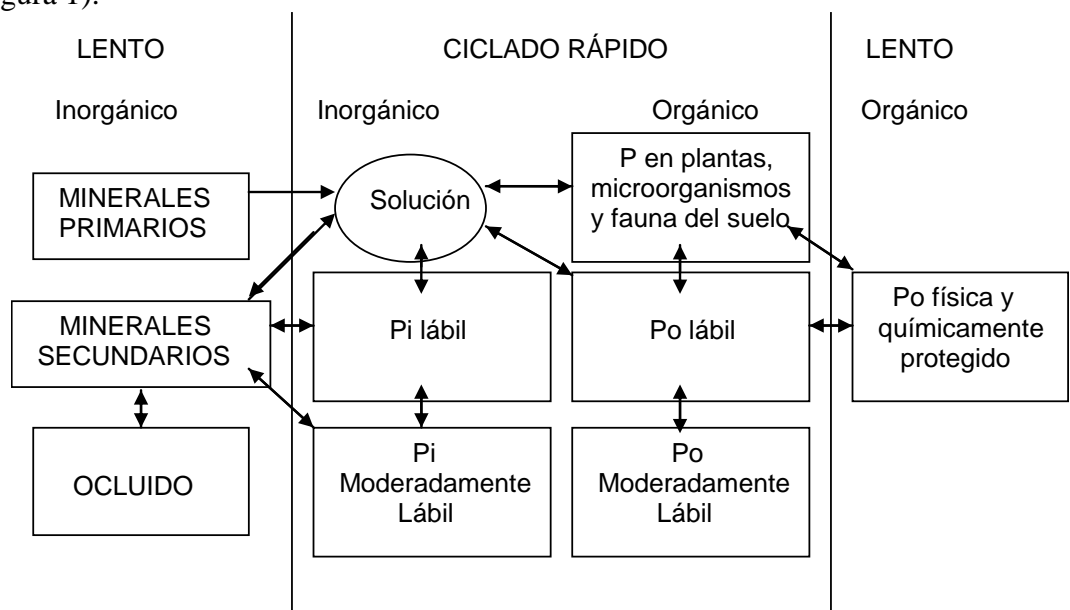 gura 1).
LENTO
CICLADO RÁPIDO
LENTO
Inorgánico
Inorgánico
Orgánico
Orgánico
P en plantas,
microorganismos
y fauna del suelo
Solución
MINERALES
PRIMARIOS
MINERALES
SECUNDARIOS
Pi lábil
Po lábil
Po física y
químicamente
protegido
OCLUIDO
Pi
Moderadamente
Lábil
Po
Moderadamente
Lábil